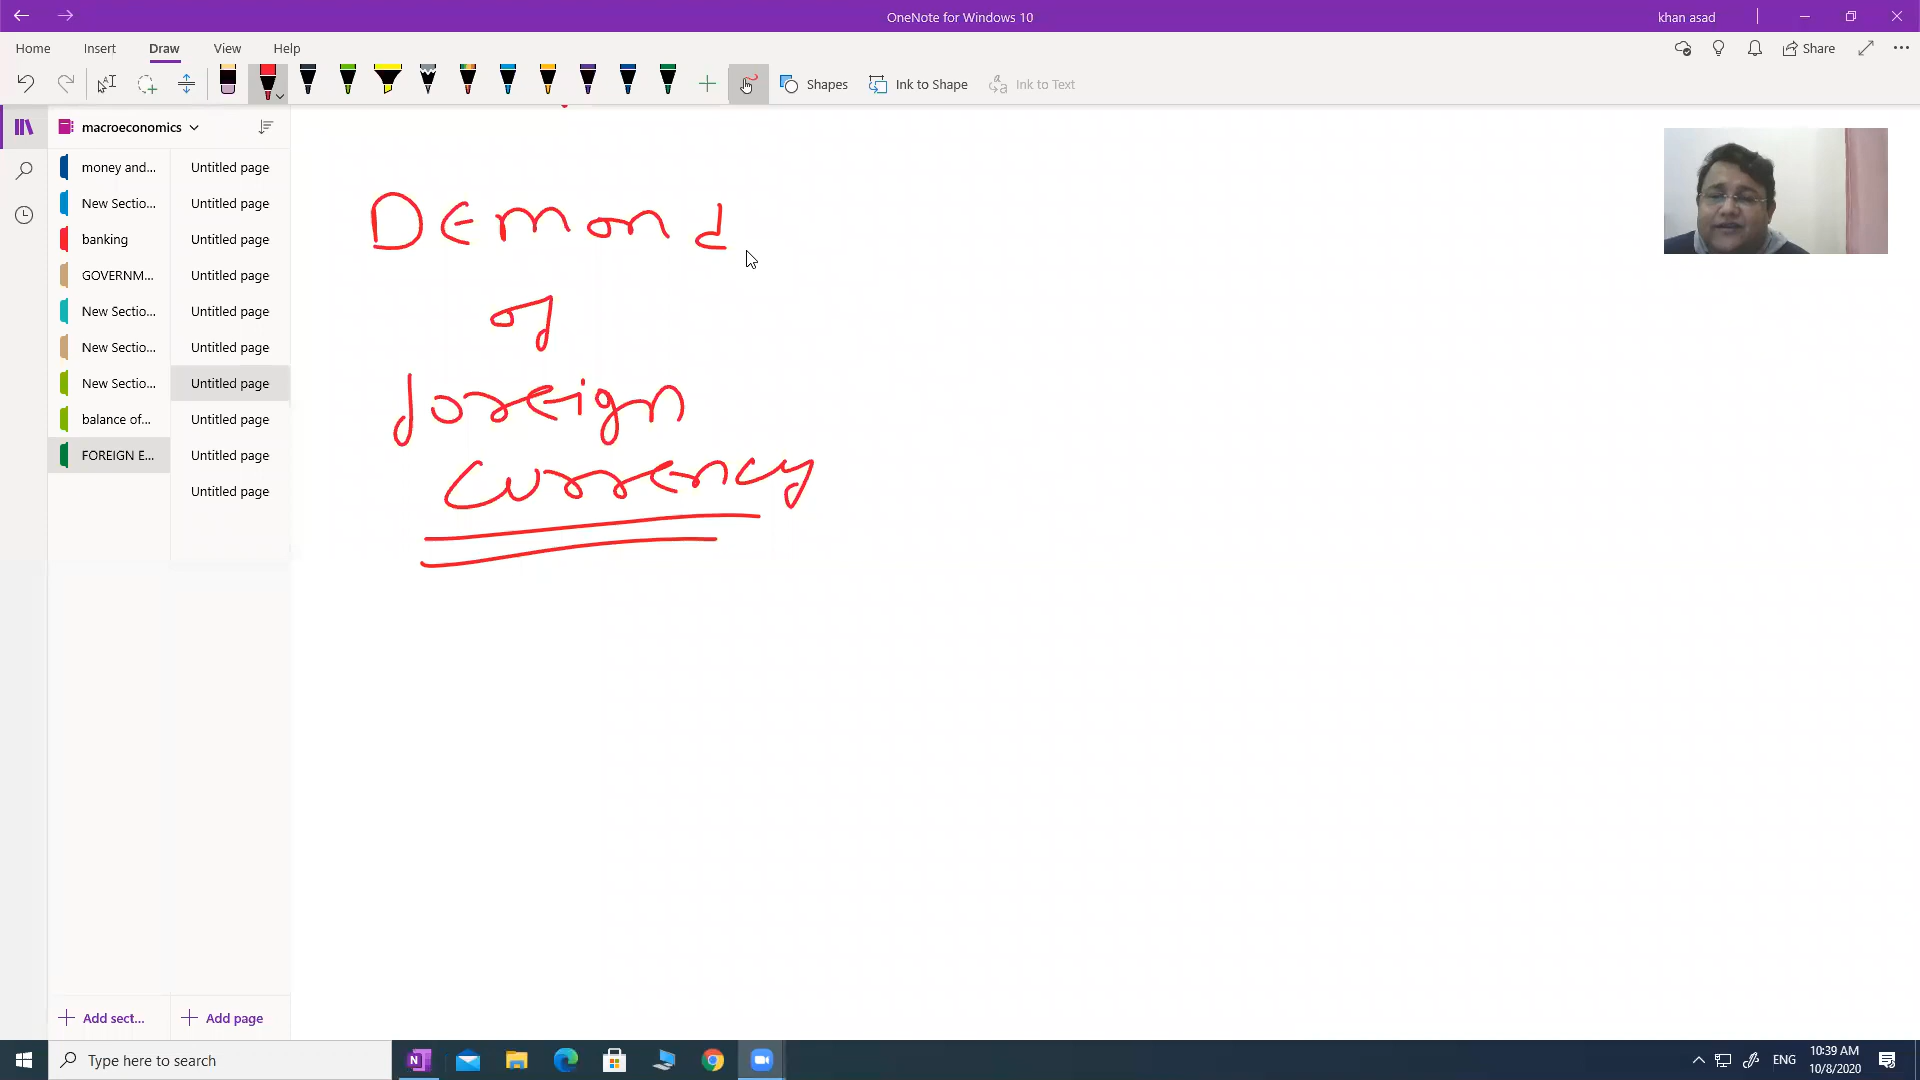 OneNote for Windows 10
khan asad
Home Insert Draw View Help
Share
Shapes Ink to Shape Ink to Text
macroeconomics
money and... Untitled page
New Sectio... Untitled page
banking Untitled page
GOVERNM... Untitled page
New Sectio... Untitled page
New Sectio... Untitled page
New Sectio... Untitled page
balance of... Untitled page
FOREIGN E... Untitled page
Untitled page
Demond
of
foreign
currency
Add sect... Add page
Type here to search
ENG
10:39 AM
10/8/2020